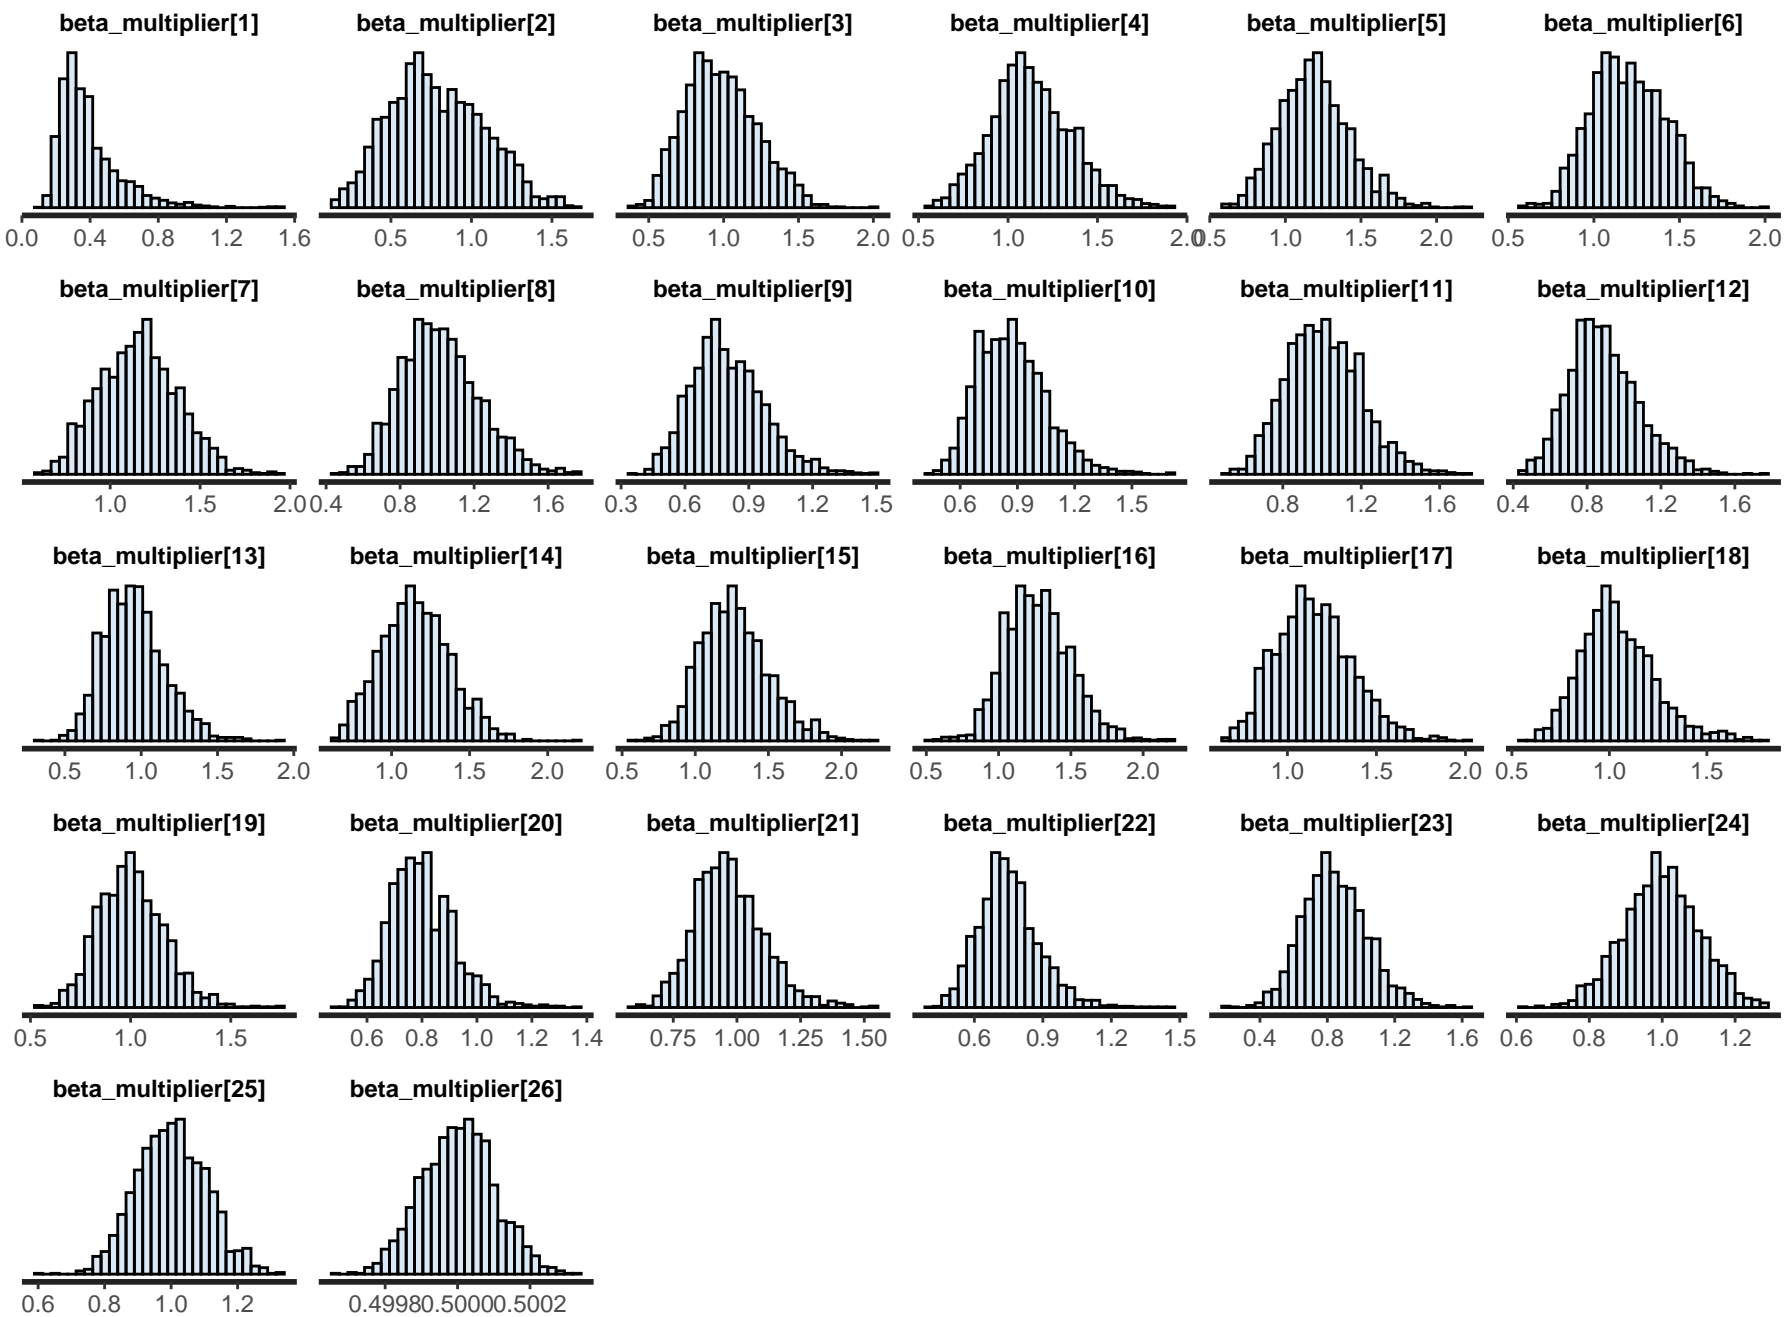 beta_multiplier[1] beta_multiplier[2] beta_multiplier[3] beta_multiplier[4] beta_multiplier[5] beta_multiplier[6]
0.0 0.4 0.8 1.2 1.6 0.5 1.0 1.5 0.5 1.0 1.5 2.0 0.5 1.0 1.5 2.0 0.5 1.0 1.5 2.0 0.5 1.0 1.5 2.0
beta_multiplier[7] beta_multiplier[8] beta_multiplier[9] beta_multiplier[10] beta_multiplier[11] beta_multiplier[12]
1.0 1.5 2.0 0.4 0.8 1.2 1.6 0.3 0.6 0.9 1.2 1.5 0.6 0.9 1.2 1.5 0.8 1.2 1.6 0.4 0.8 1.2 1.6
beta_multiplier[13] beta_multiplier[14] beta_multiplier[15] beta_multiplier[16] beta_multiplier[17] beta_multiplier[18]
0.5 1.0 1.5 2.0 1.0 1.5 2.0 0.5 1.0 1.5 2.0 0.5 1.0 1.5 2.0 1.0 1.5 2.0 0.5 1.0 1.5
beta_multiplier[19] beta_multiplier[20] beta_multiplier[21] beta_multiplier[22] beta_multiplier[23] beta_multiplier[24]
0.5 1.0 1.5 0.6 0.8 1.0 1.2 1.4 0.75 1.00 1.25 1.50 0.6 0.9 1.2 1.5 0.4 0.8 1.2 1.6 0.6 0.8 1.0 1.2
beta_multiplier[25] beta_multiplier[26]
0.6 0.8 1.0 1.2 0.4998 0.5000 0.5002